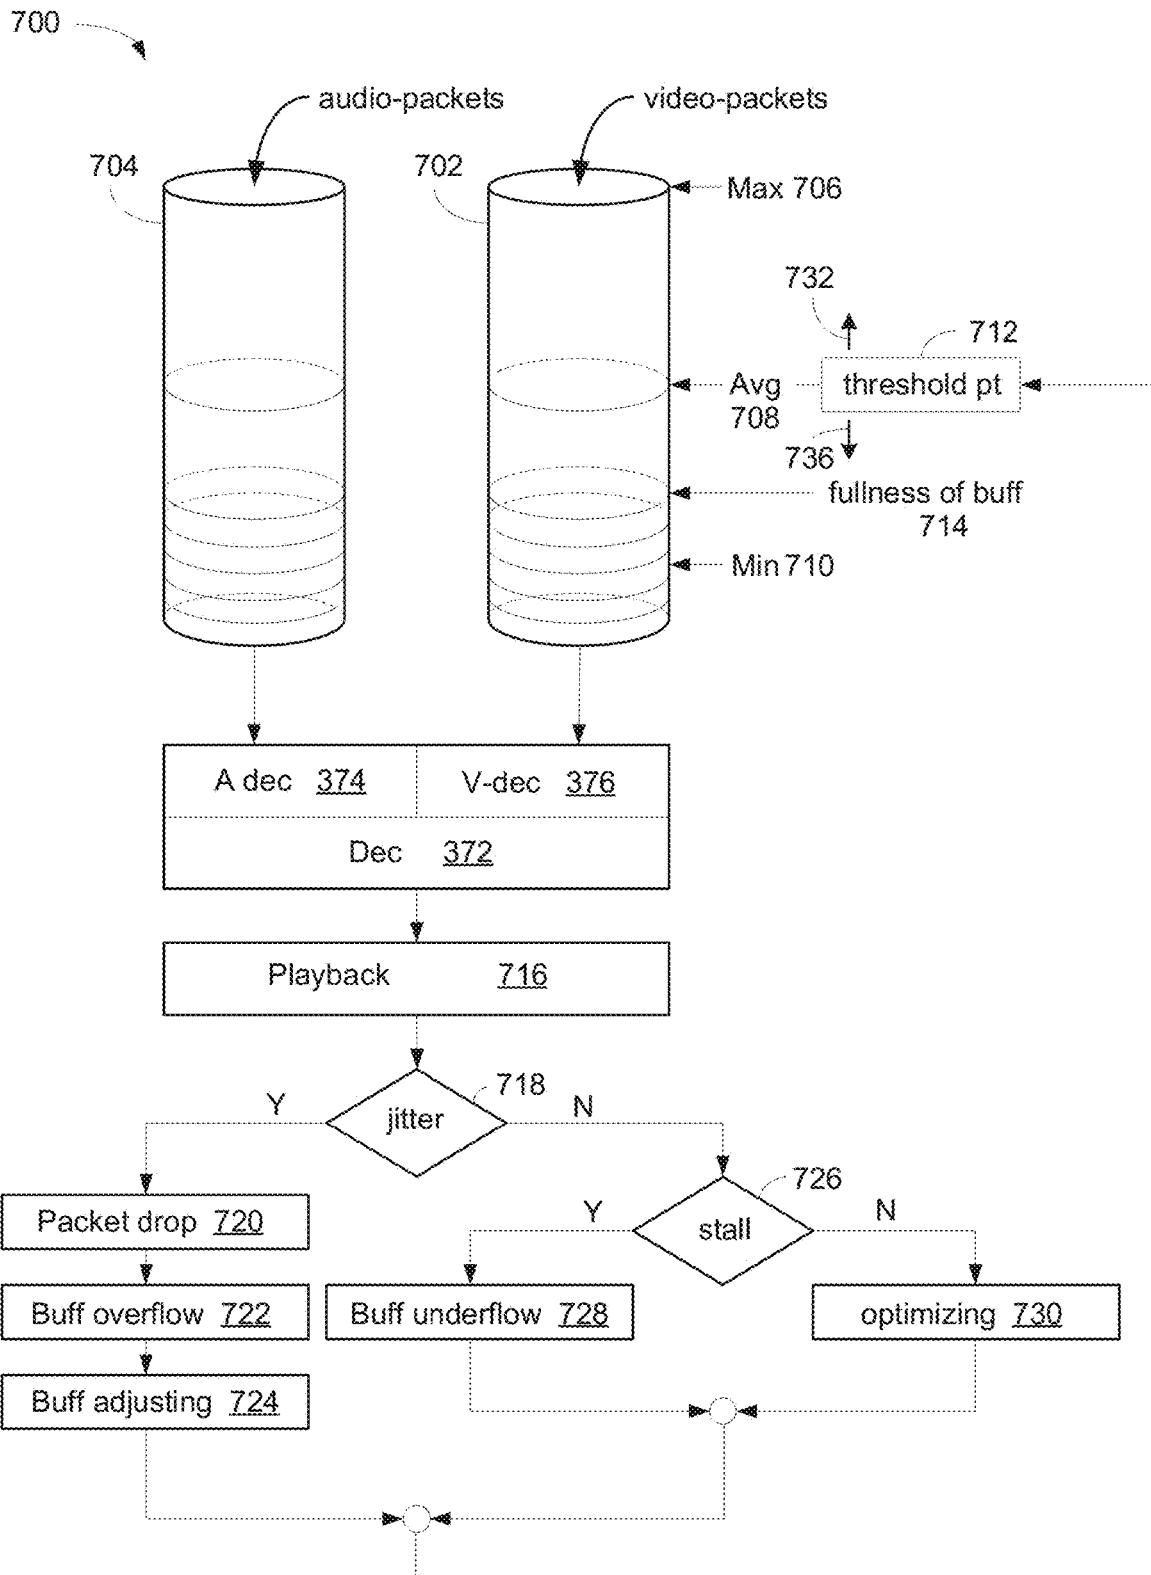 700
audio-packets
video-packets
704
702
Max 706
732
712
Avg
708
threshold pt
736
fullness of buff
714
Min 710
A dec 374
V-dec 376
Dec 372
Playback 716
718
Y
jitter
N
726
Packet drop 720
Y
stall
N
Buff overflow 722
Buff underflow 728
optimizing 730
Buff adjusting 724